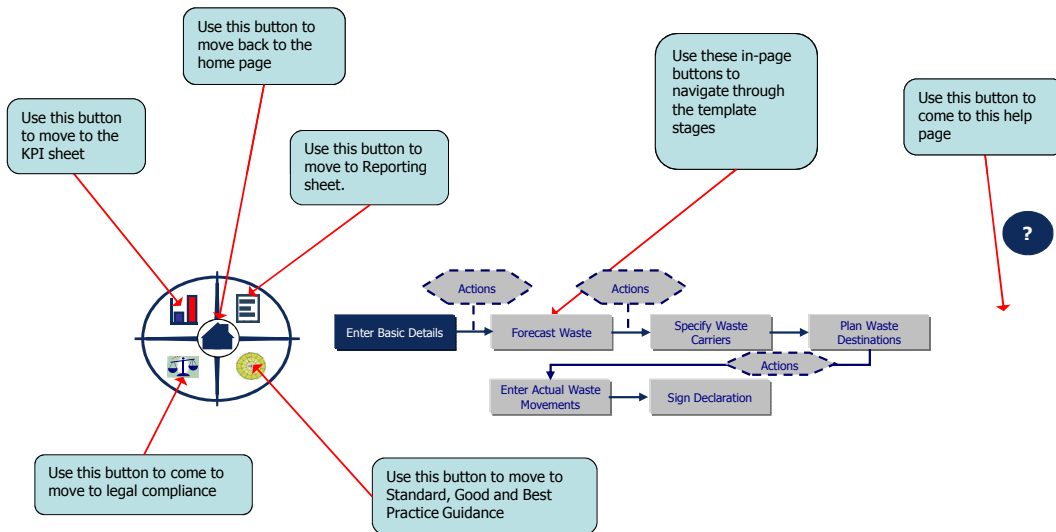 Use this button to
move back to the
home page
Use these in-page
buttons to
navigate through
the template
stages
Use this button to
come to this help
page
Use this button
to move to the
KPI sheet
Use this button to
move to Reporting
sheet.
?
Actions
Actions
Enter Basic Details
Forecast Waste
Specify Waste
Carriers
Plan Waste
Destinations
Actions
Enter Actual Waste
Movements
Sign Declaration
Use this button to come to
move to legal compliance
Use this button to move to
Standard, Good and Best
Practice Guidance